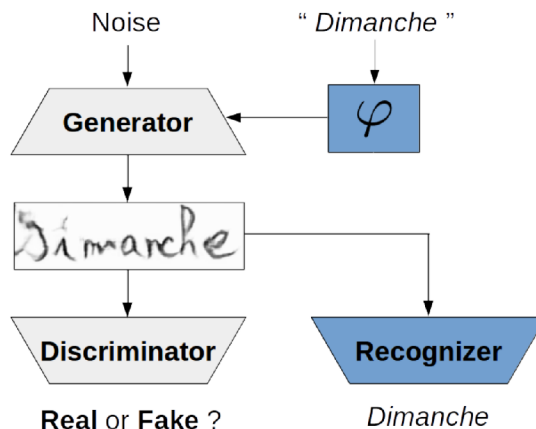 Noise
“ Dimanche ”
Generator
φ
Dimanche
Discriminator
Recognizer
Real or Fake ?
Dimanche